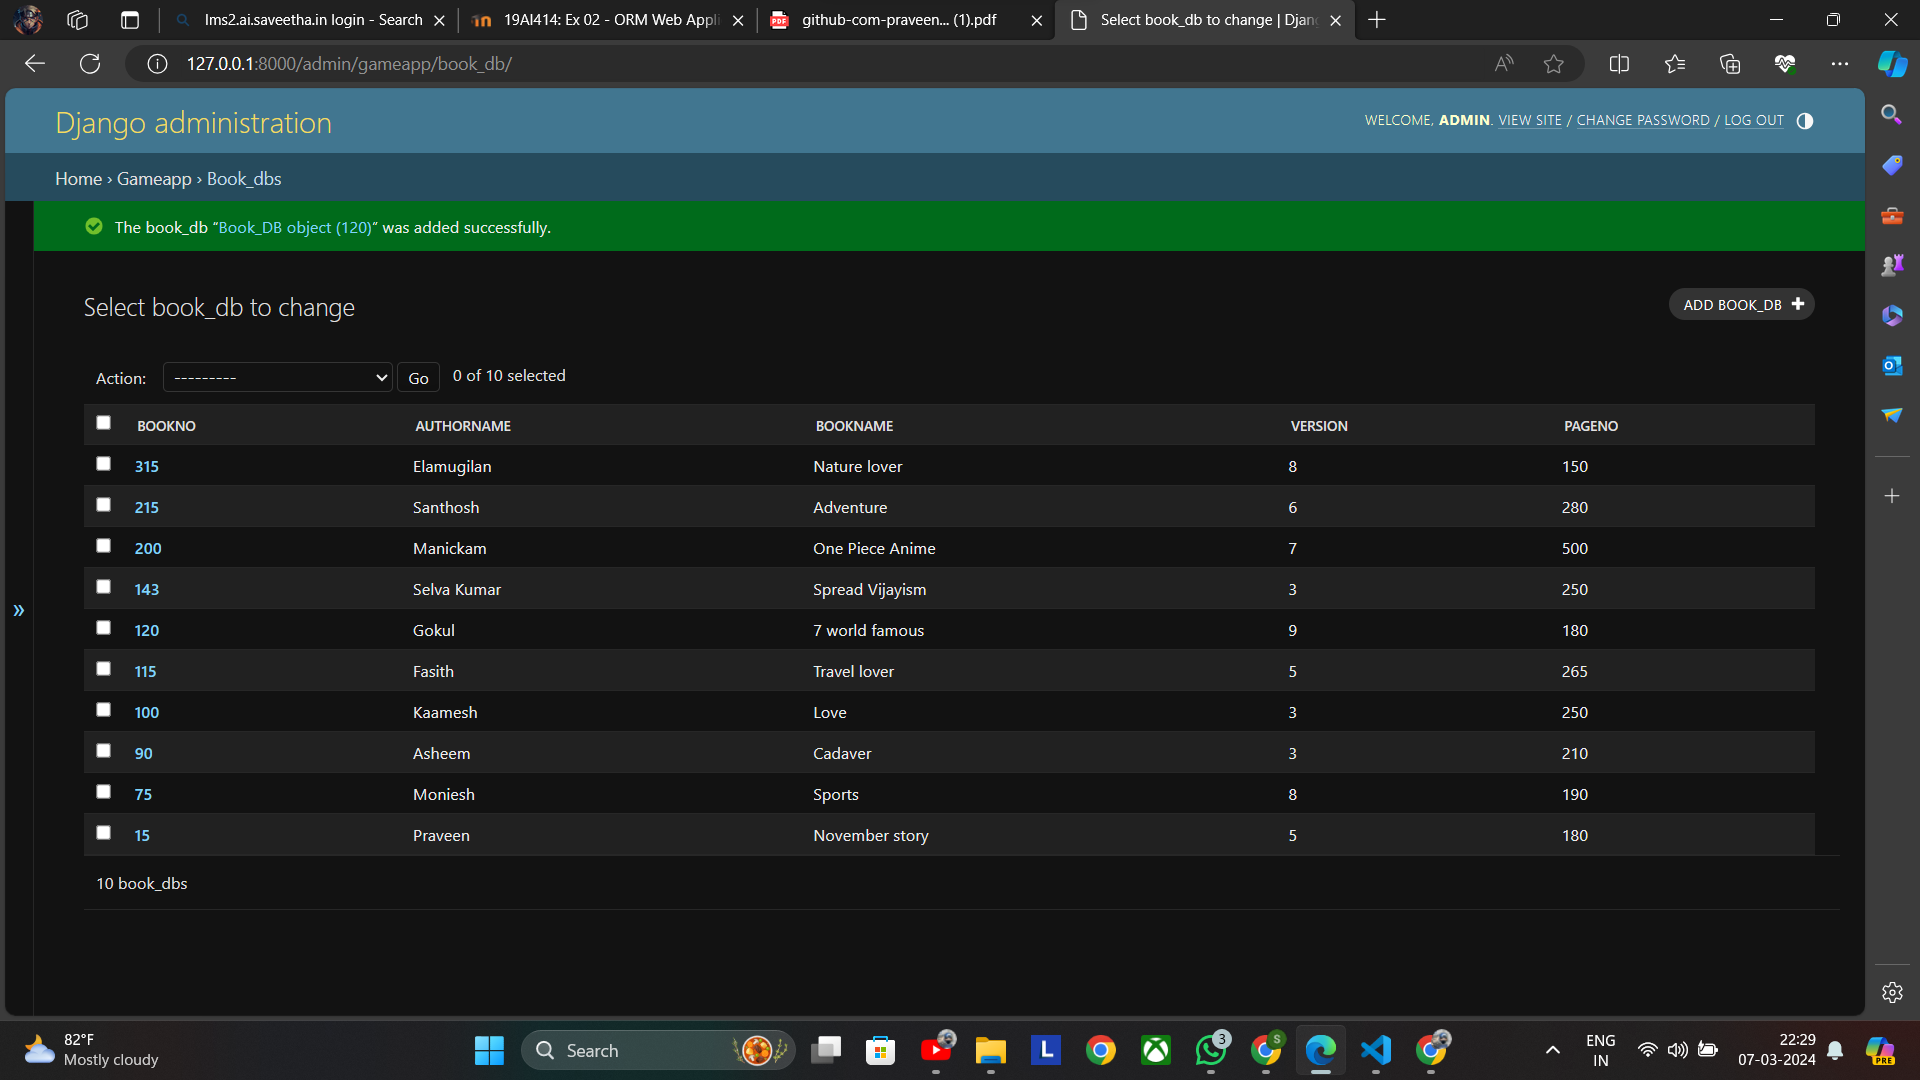 lms2.ai.saveetha.in login - Search
19AI414: Ex 02 - ORM Web Appli
github-com-praveen... (1).pdf
Select book_db to change | Djan
127.0.0.1:8000/admin/gameapp/book_db/
Django administration
WELCOME, ADMIN. VIEW SITE / CHANGE PASSWORD / LOG OUT
Home › Gameapp › Book_dbs
The book_db “Book_DB object (120)” was added successfully.
Select book_db to change
ADD BOOK_DB
Action: --------- Go 0 of 10 selected
BOOKNO AUTHORNAME BOOKNAME VERSION PAGENO
315 Elamugilan Nature lover 8 150
215 Santhosh Adventure 6 280
200 Manickam One Piece Anime 7 500
143 Selva Kumar Spread Vijayism 3 250
120 Gokul 7 world famous 9 180
115 Fasith Travel lover 5 265
100 Kaamesh Love 3 250
90 Asheem Cadaver 3 210
75 Moniesh Sports 8 190
15 Praveen November story 5 180
10 book_dbs
82°F
Mostly cloudy
Search
L
3
S
ENG
IN
22:29
07-03-2024
PRE